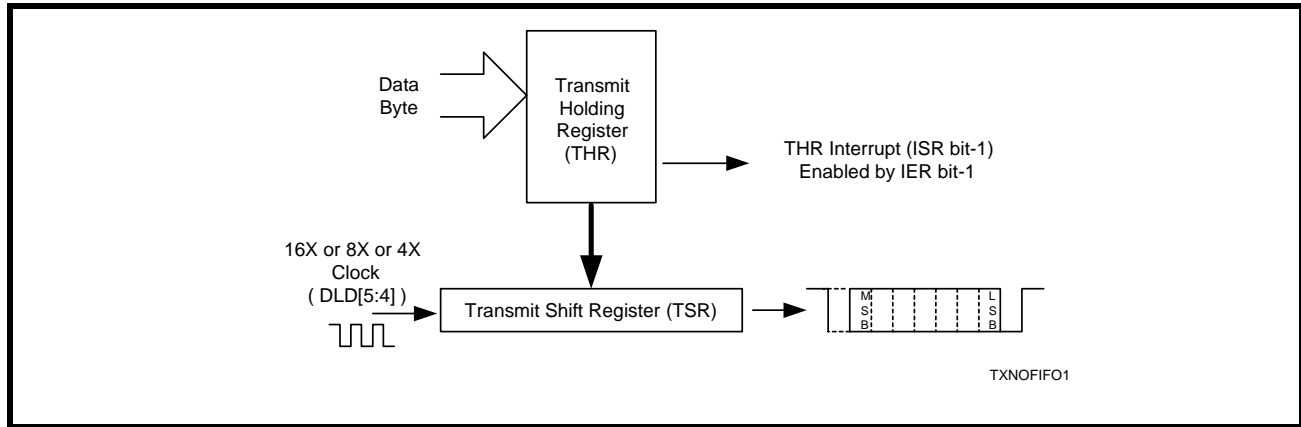 Data
Byte
Transmit
Holding
Register
(THR)
THR Interrupt (ISR bit-1)
Enabled by IER bit-1
16X or 8X or 4X
Clock
( DLD[5:4] )
Transmit Shift Register (TSR)
M
S
B
L
S
B
TXNOFIFO1